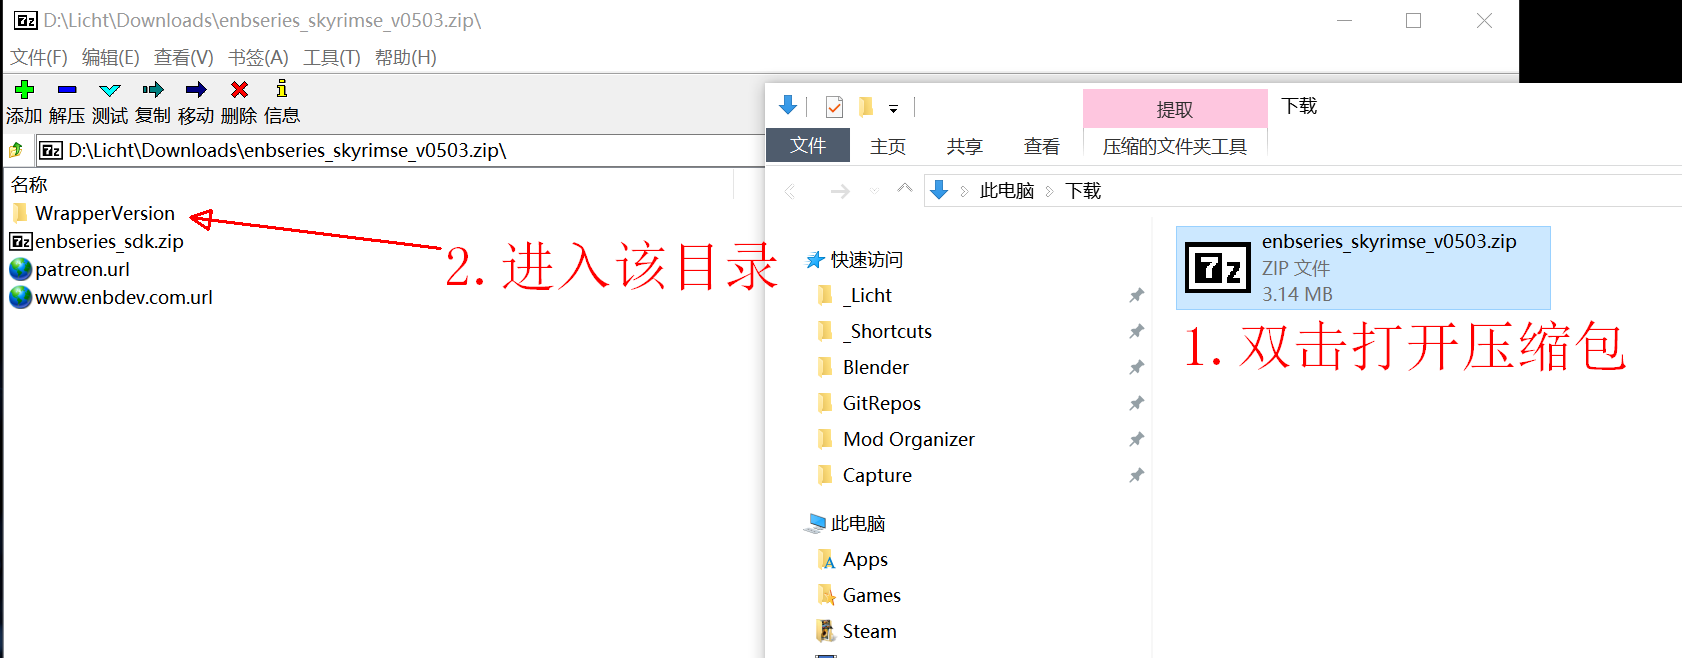 D:\Licht\Downloads\enbseries_skyrimse_v0503.zip\
文件(F) 编辑(E) 查看(V) 书签(A) 工具(T) 帮助(H)
添加 解压 测试 复制 移动 删除 信息
D:\Licht\Downloads\enbseries_skyrimse_v0503.zip\
名称
WrapperVersion
enbseries_sdk.zip
patreon.url
www.enbdev.com.url
2.进入该目录
提取 下载
文件 主页 共享 查看 压缩的文件夹工具
此电脑 下载
快速访问
_Licht
_Shortcuts
Blender
GitRepos
Mod Organizer
Capture
此电脑
Apps
Games
Steam
enbseries_skyrimse_v0503.zip
ZIP 文件
3.14 MB
1.双击打开压缩包